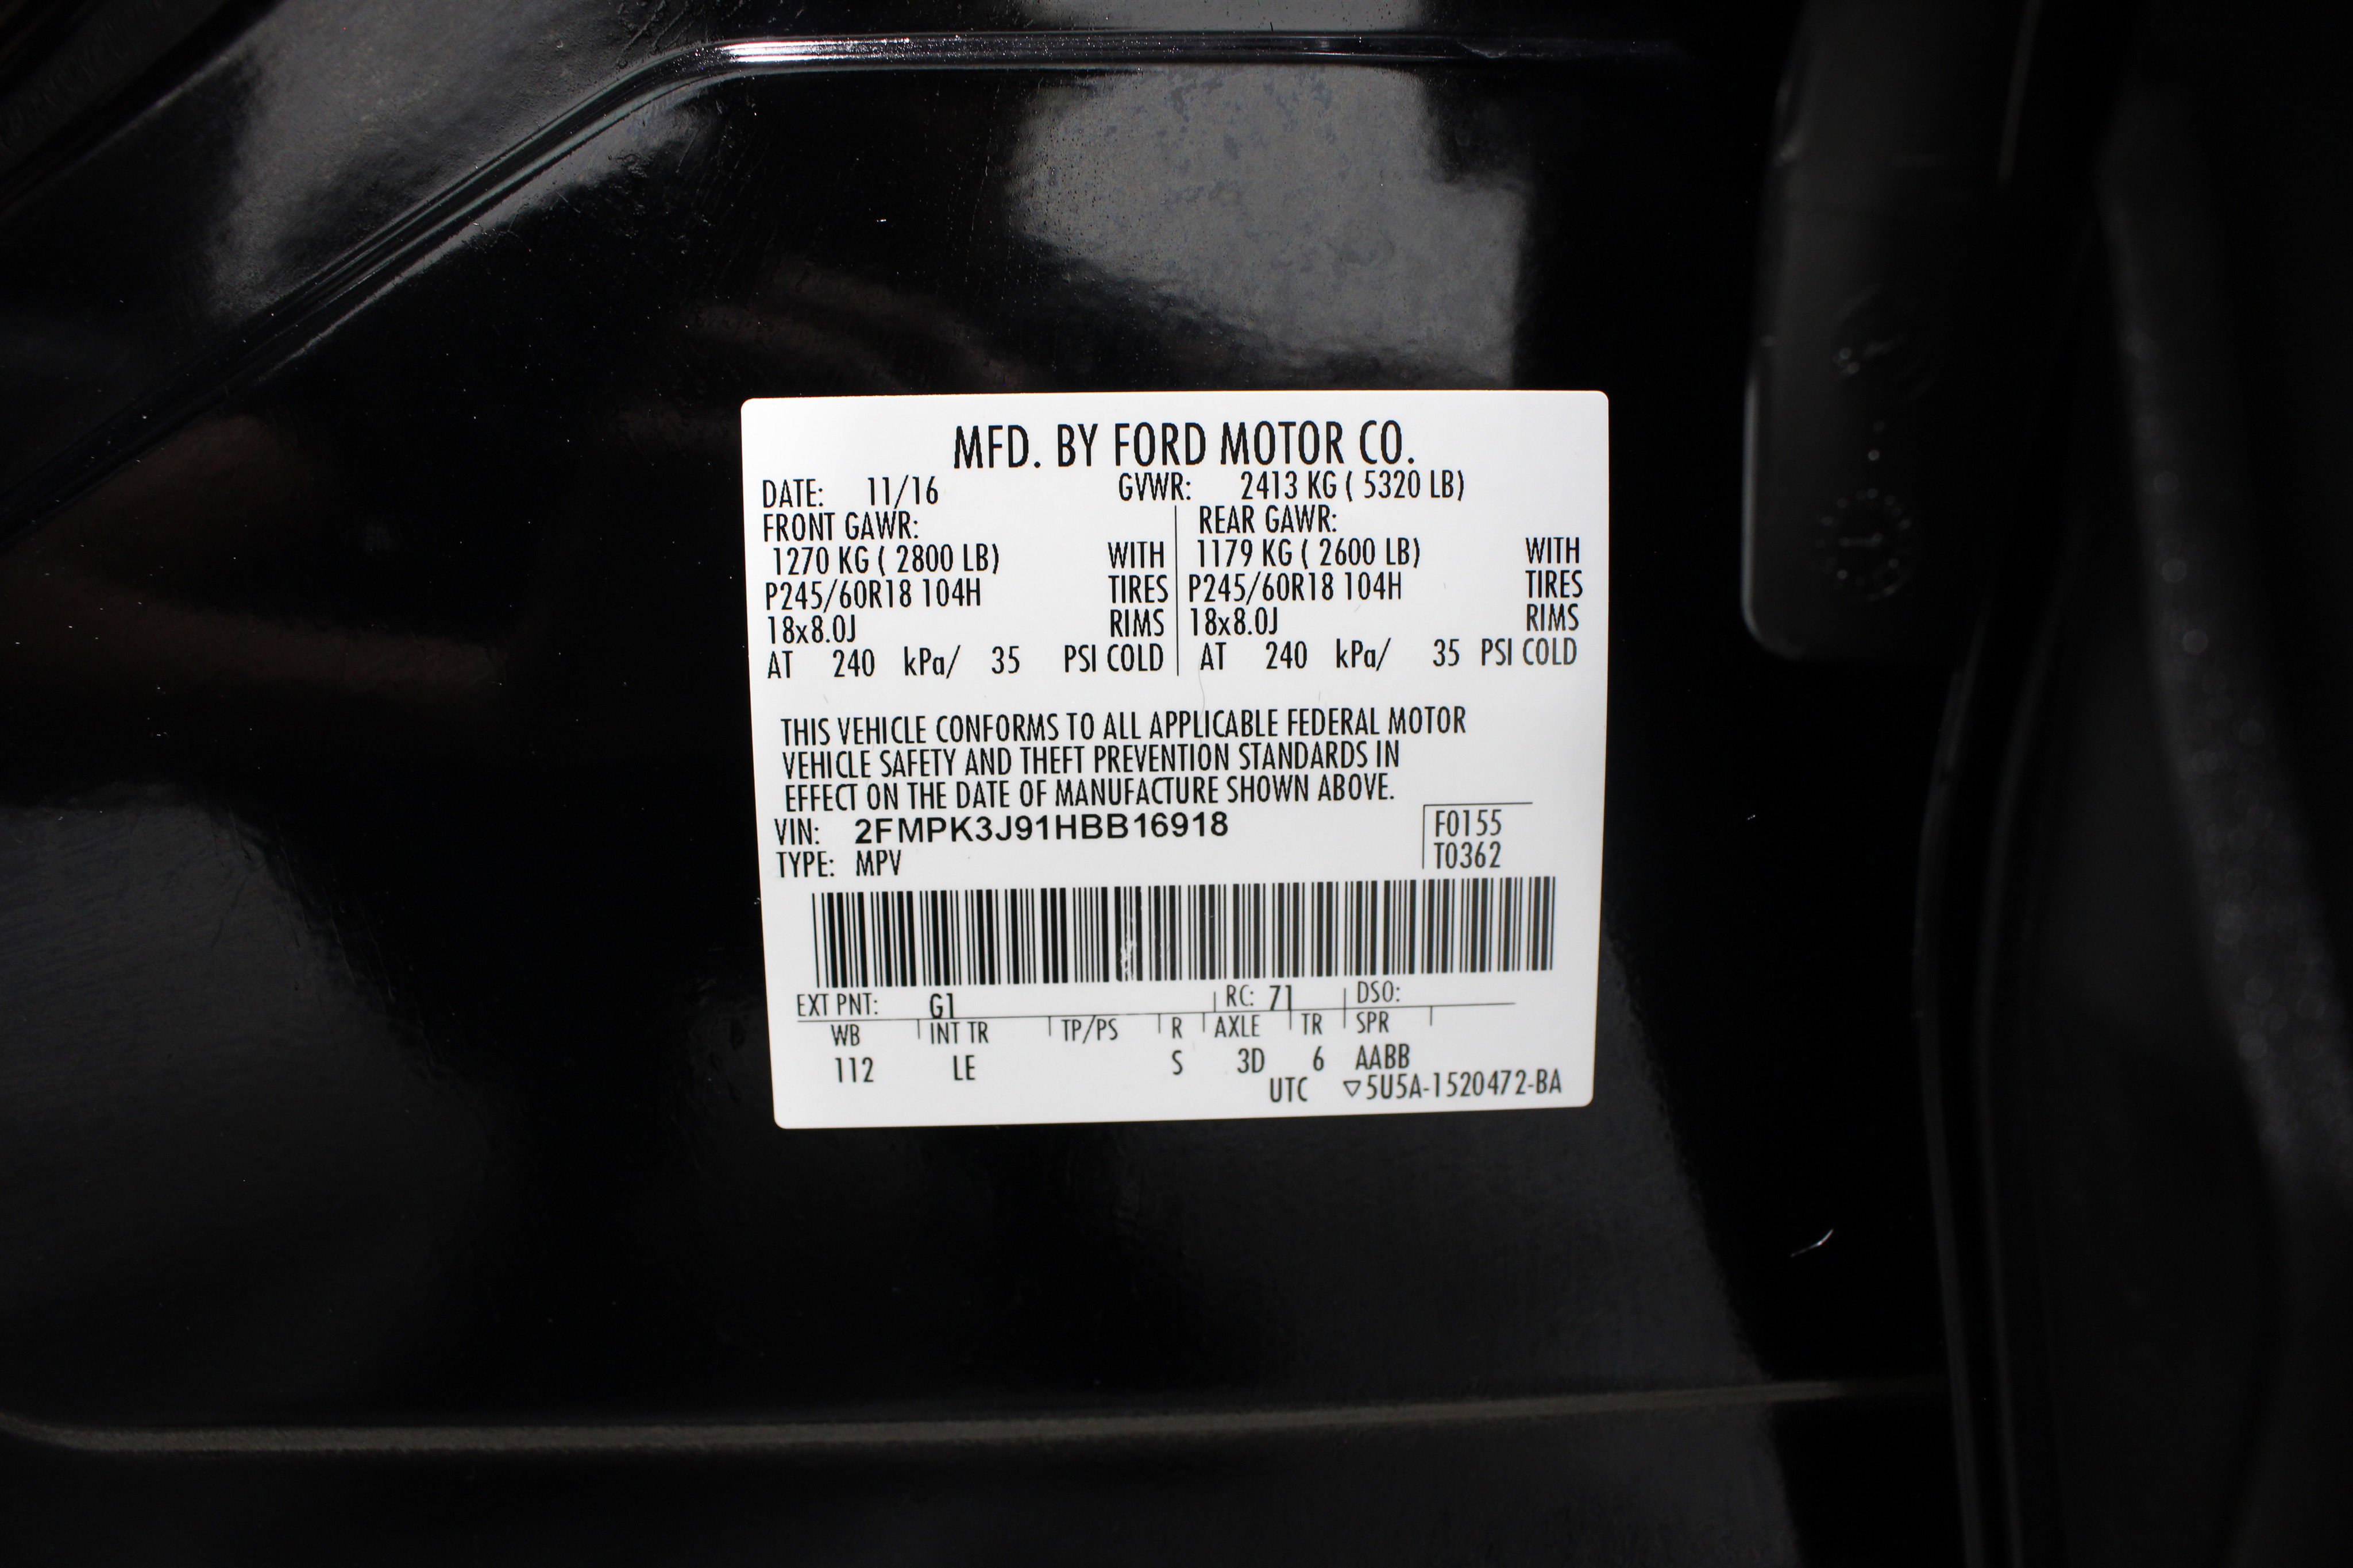 MFD. BY FORD MOTOR CO.
DATE: 11/16 GVWR: 2413 KG ( 5320 LB)
FRONT GAWR: REAR GAWR:
1270 KG ( 2800 LB) WITH 1179 KG ( 2600 LB) WITH
P245/60R18 104H TIRES P245/60R18 104H TIRES
18x8.0J RIMS 18x8.0J RIMS
AT 240 kPa/ 35 PSI COLD AT 240 kPa/ 35 PSI COLD
THIS VEHICLE CONFORMS TO ALL APPLICABLE FEDERAL MOTOR
VEHICLE SAFETY AND THEFT PREVENTION STANDARDS IN
EFFECT ON THE DATE OF MANUFACTURE SHOWN ABOVE.
VIN: 2FMPK3J91HBB16918 F0155
TYPE: MPV T0362
EXT PNT: G1 RC: 71 DSO:
WB INT TR TP/PS R AXLE TR SPR
112 LE S 3D 6 AABB
UTC ▽5U5A-1520472-BA